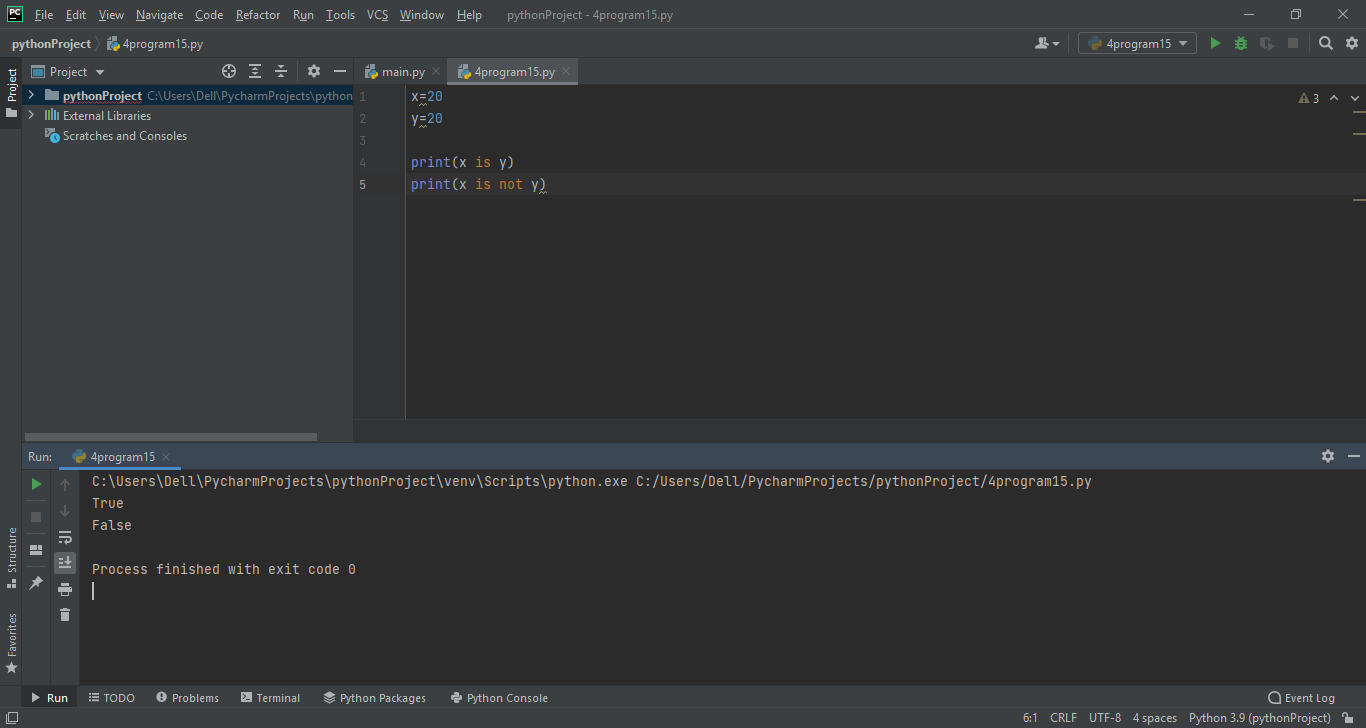 PC File Edit View Navigate Code Refactor Run Tools VCS Window Help pythonProject - 4program15.py
pythonProject 4program15.py 4program15
Project
Project main.py 4program15.py
pythonProject C:\Users\Dell\PycharmProjects\python
External Libraries
Scratches and Consoles
1 x=20 3
2 y=20
3
4 print(x is y)
5 print(x is not y)
Run: 4program15
C:\Users\Dell\PycharmProjects\pythonProject\venv\Scripts\python.exe C:/Users/Dell/PycharmProjects/pythonProject/4program15.py
True
False
Process finished with exit code 0
Structure
Favorites
Run TODO Problems Terminal Python Packages Python Console Event Log
6:1 CRLF UTF-8 4 spaces Python 3.9 (pythonProject)